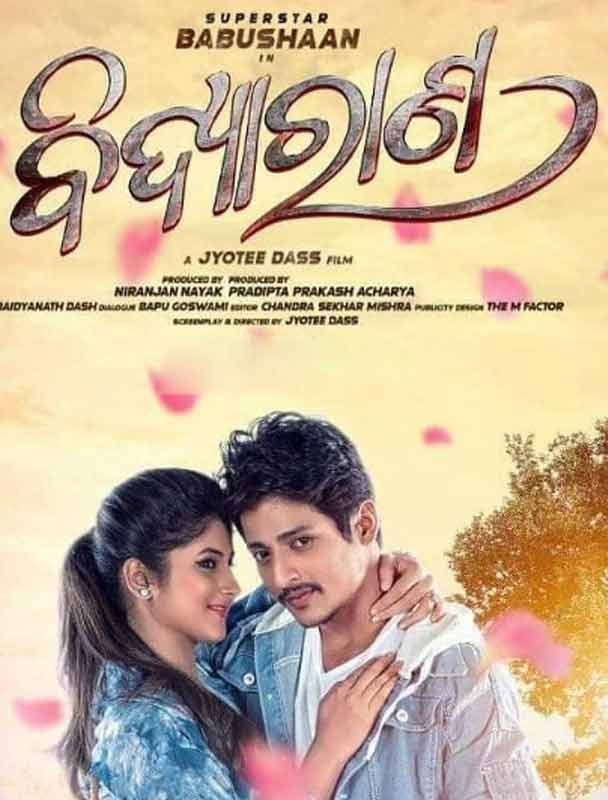 SUPERSTAR
BABUSHAAN
IN
ବିଦ୍ୟାରାଣୀ
A JYOTEE DASS FILM
PRODUCED BY PRODUCED BY
NIRANJAN NAYAK PRADIPTA PRAKASH ACHARYA
BAIDYANATH DASH DIALOGUE BAPU GOSWAMI EDITOR CHANDRA SEKHAR MISHRA PUBLICITY DESIGN THE M FACTOR
SCREENPLAY & DIRECTED BY JYOTEE DASS